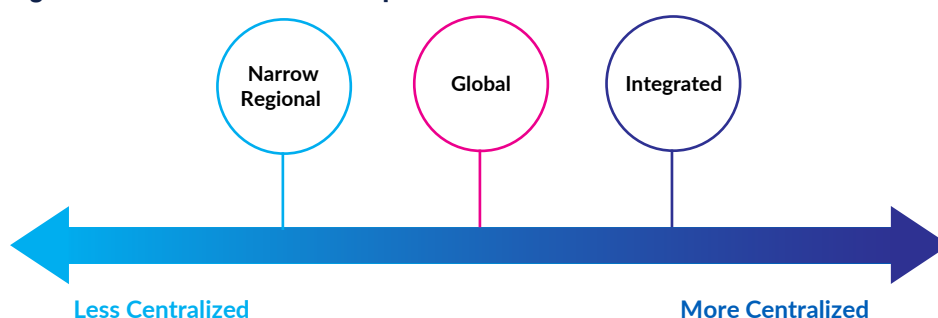 Narrow
Regional
Global
Integrated
Less Centralized
More Centralized